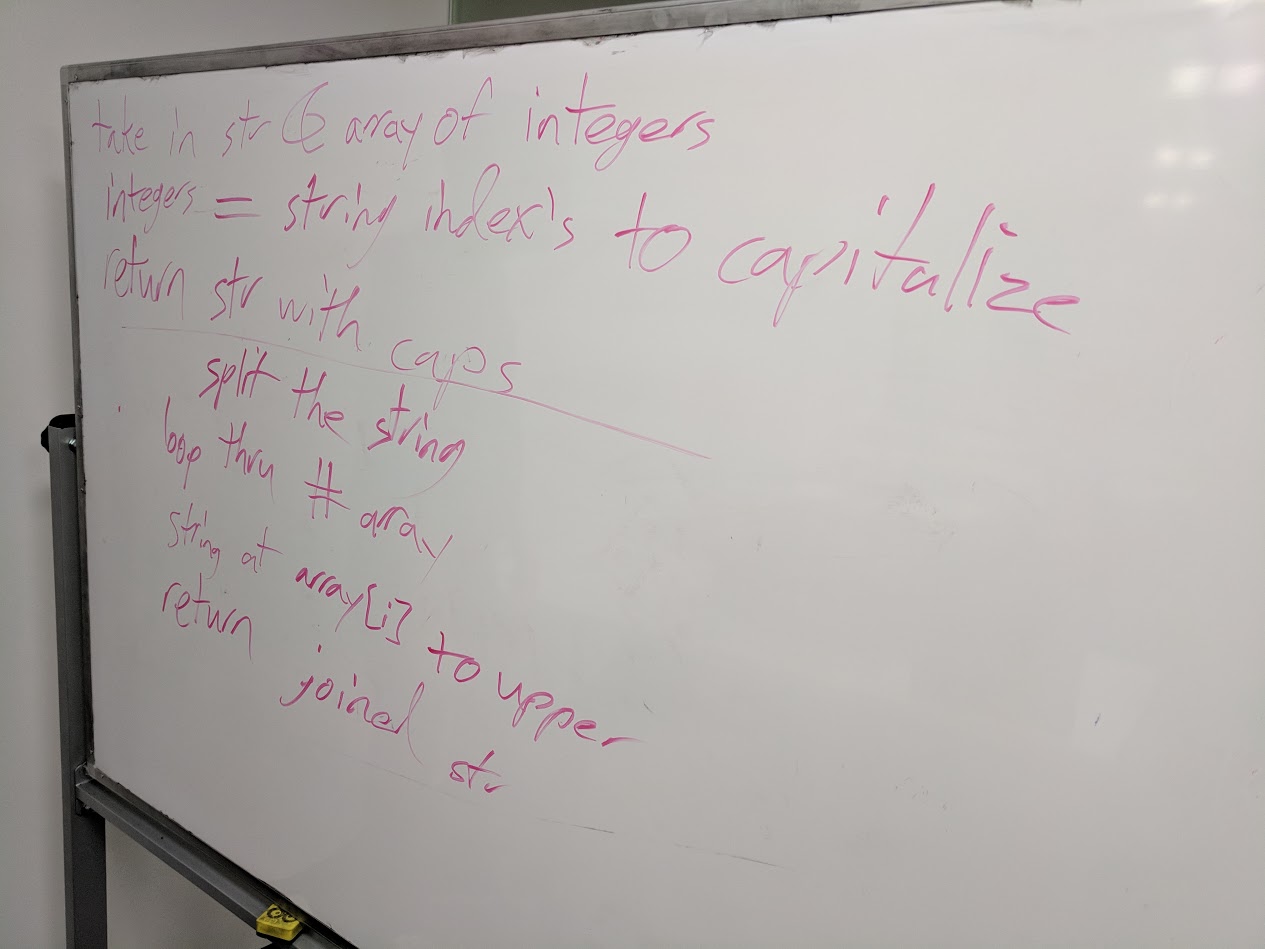 take in str & array of integers
integers = string index's to capitalize
return str with caps
split the string
loop thru # array
string at array[i] to upper
return joined str